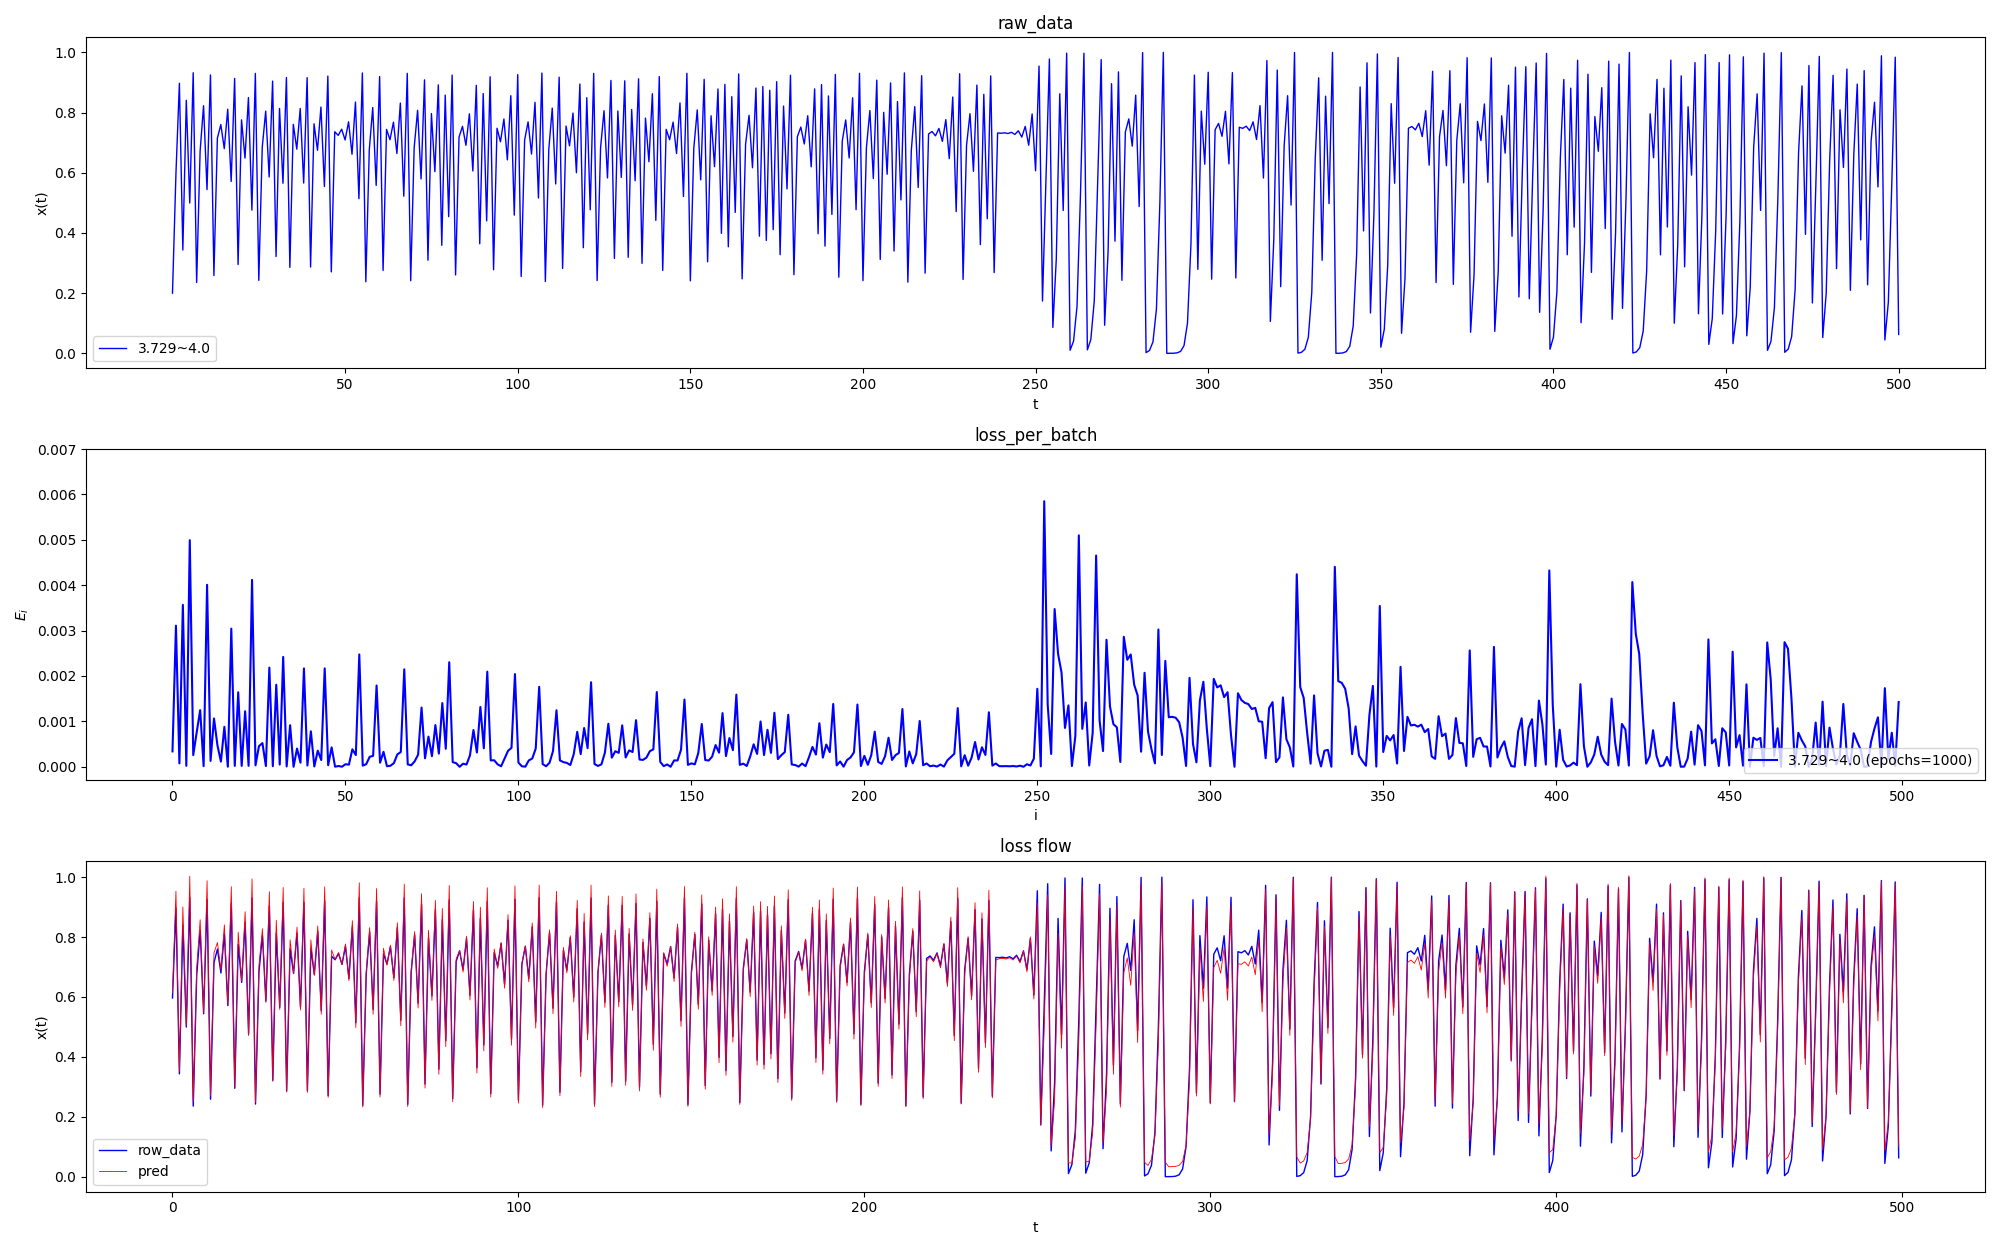 raw_data
1.0
0.8
0.6
0.4
0.2
0.0
x(t)
3.729~4.0
50 100 150 200 250 300 350 400 450 500
t
loss_per_batch
0.007
0.006
0.005
0.004
0.003
0.002
0.001
0.000
E_i
3.729~4.0 (epochs=1000)
0 50 100 150 200 250 300 350 400 450 500
i
loss flow
1.0
0.8
0.6
0.4
0.2
0.0
x(t)
row_data
pred
0 100 200 300 400 500
t